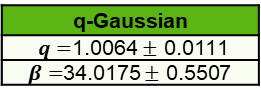 q-Gaussian
q =1.0064 ± 0.0111
β =34.0175 ± 0.5507